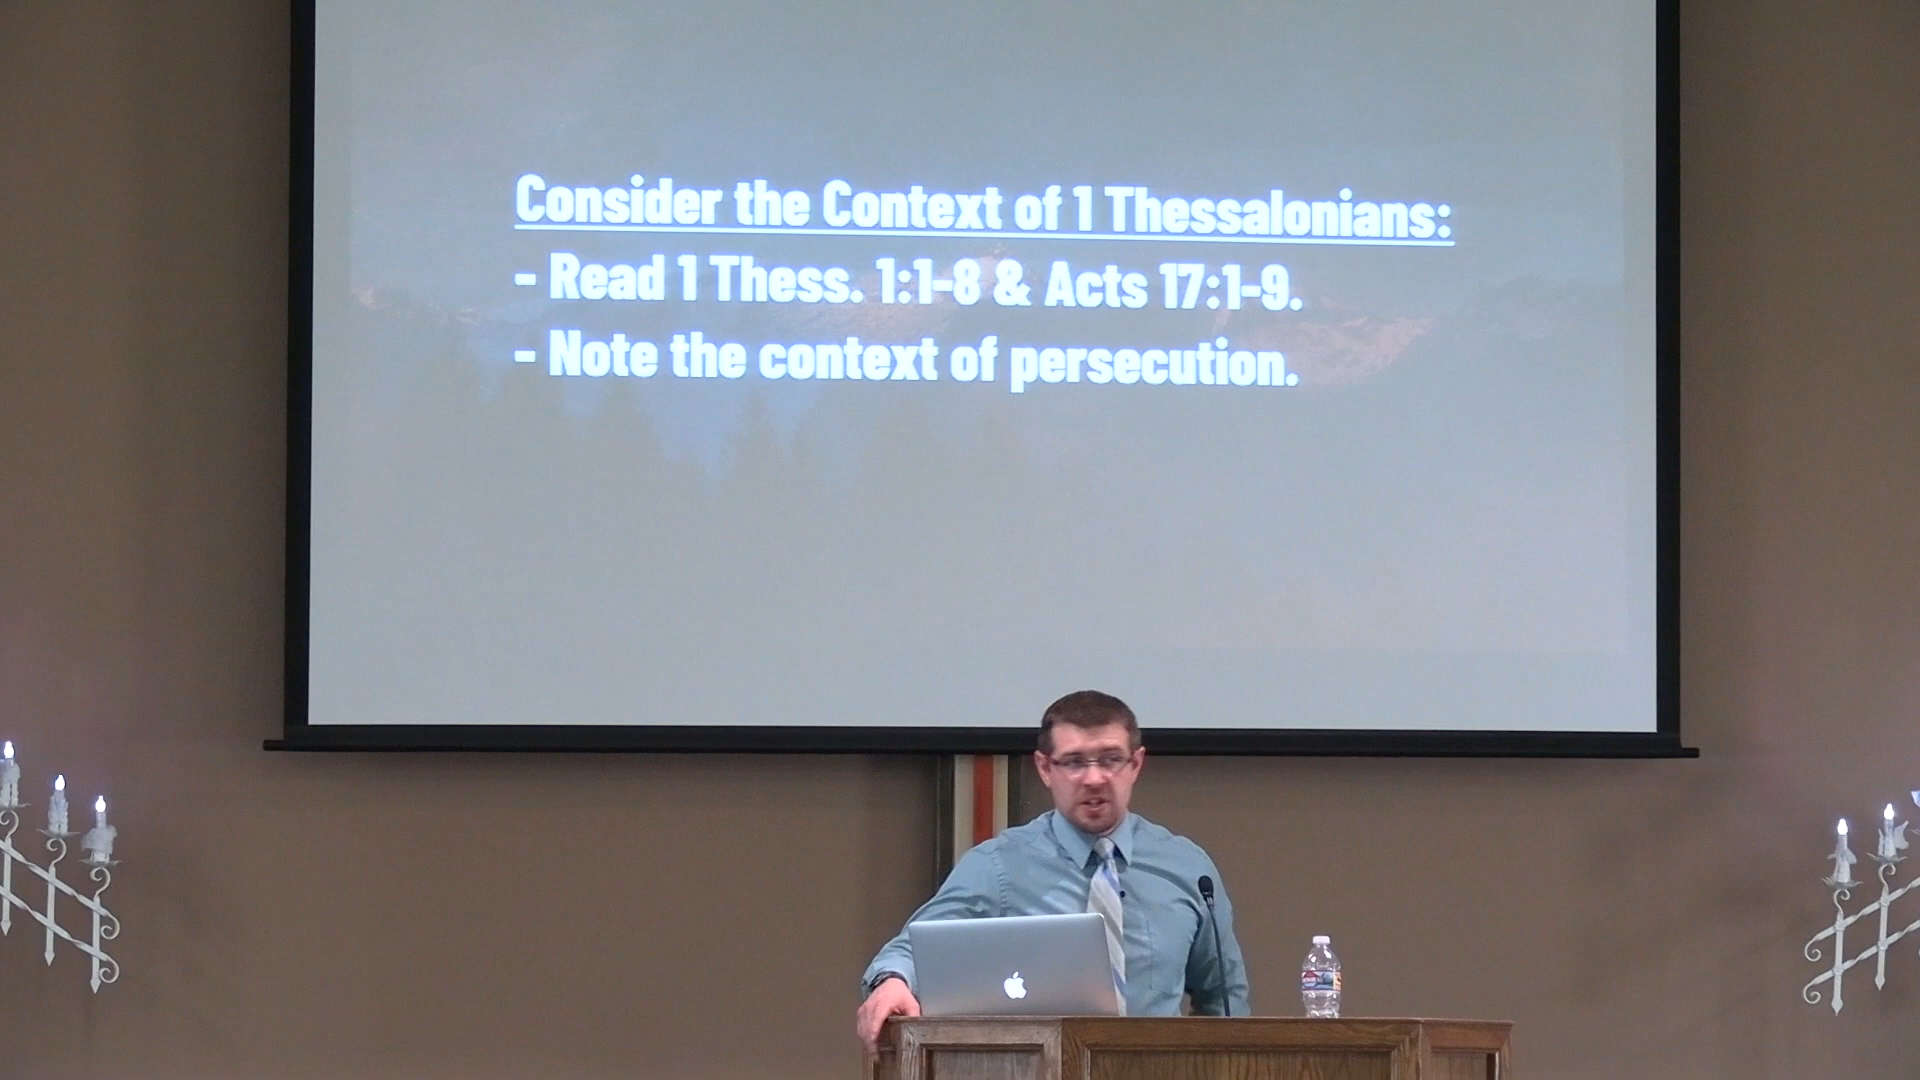 Consider the Context of 1 Thessalonians:
- Read 1 Thess. 1:1-8 & Acts 17:1-9.
- Note the context of persecution.